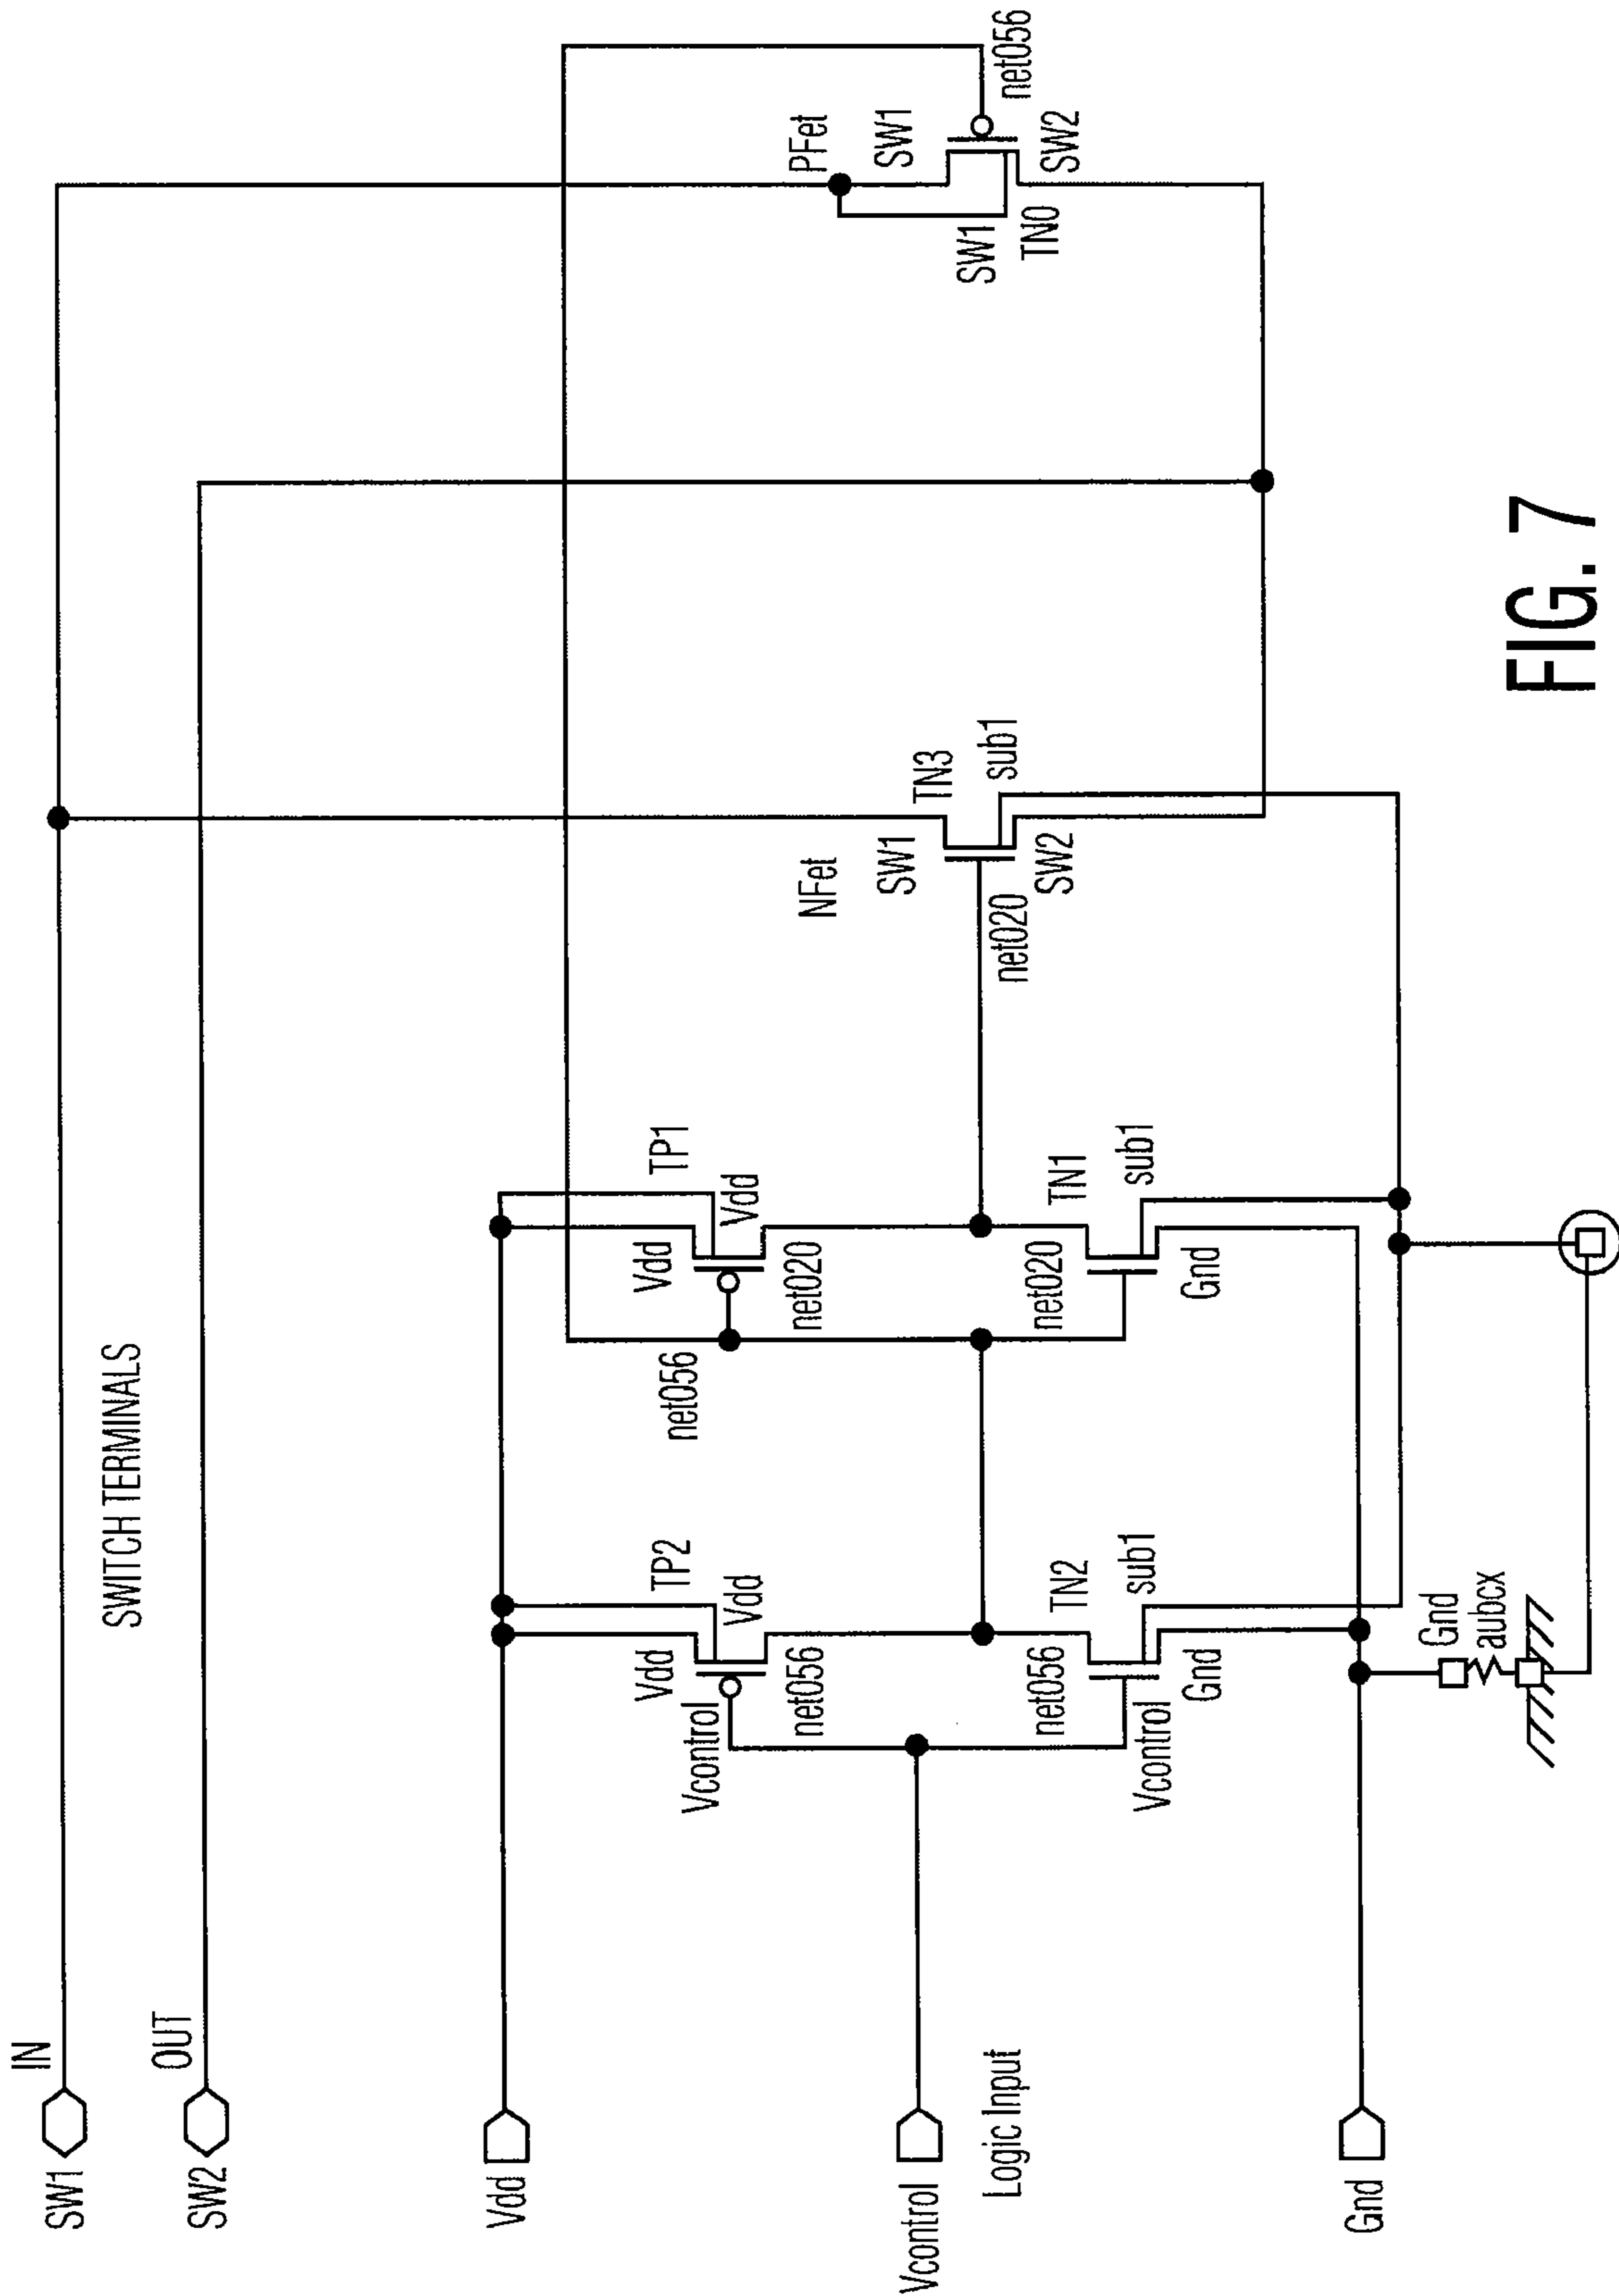 IN
SW1
OUT
SW2
SWITCH TERMINALS
Vdd
Vcontrol
Logic Input
Gnd
TP2
Vdd
Vdd
Vcontrol
net056
TN2
sub1
net056
Vcontrol
Gnd
Gnd
aubcx
TP1
Vdd
Vdd
net056
net020
TN1
sub1
net020
Gnd
NFet
TN3
SW1
sub1
net020
SW2
PFet
SW1
net056
SW1
TN0
SW2
FIG. 7